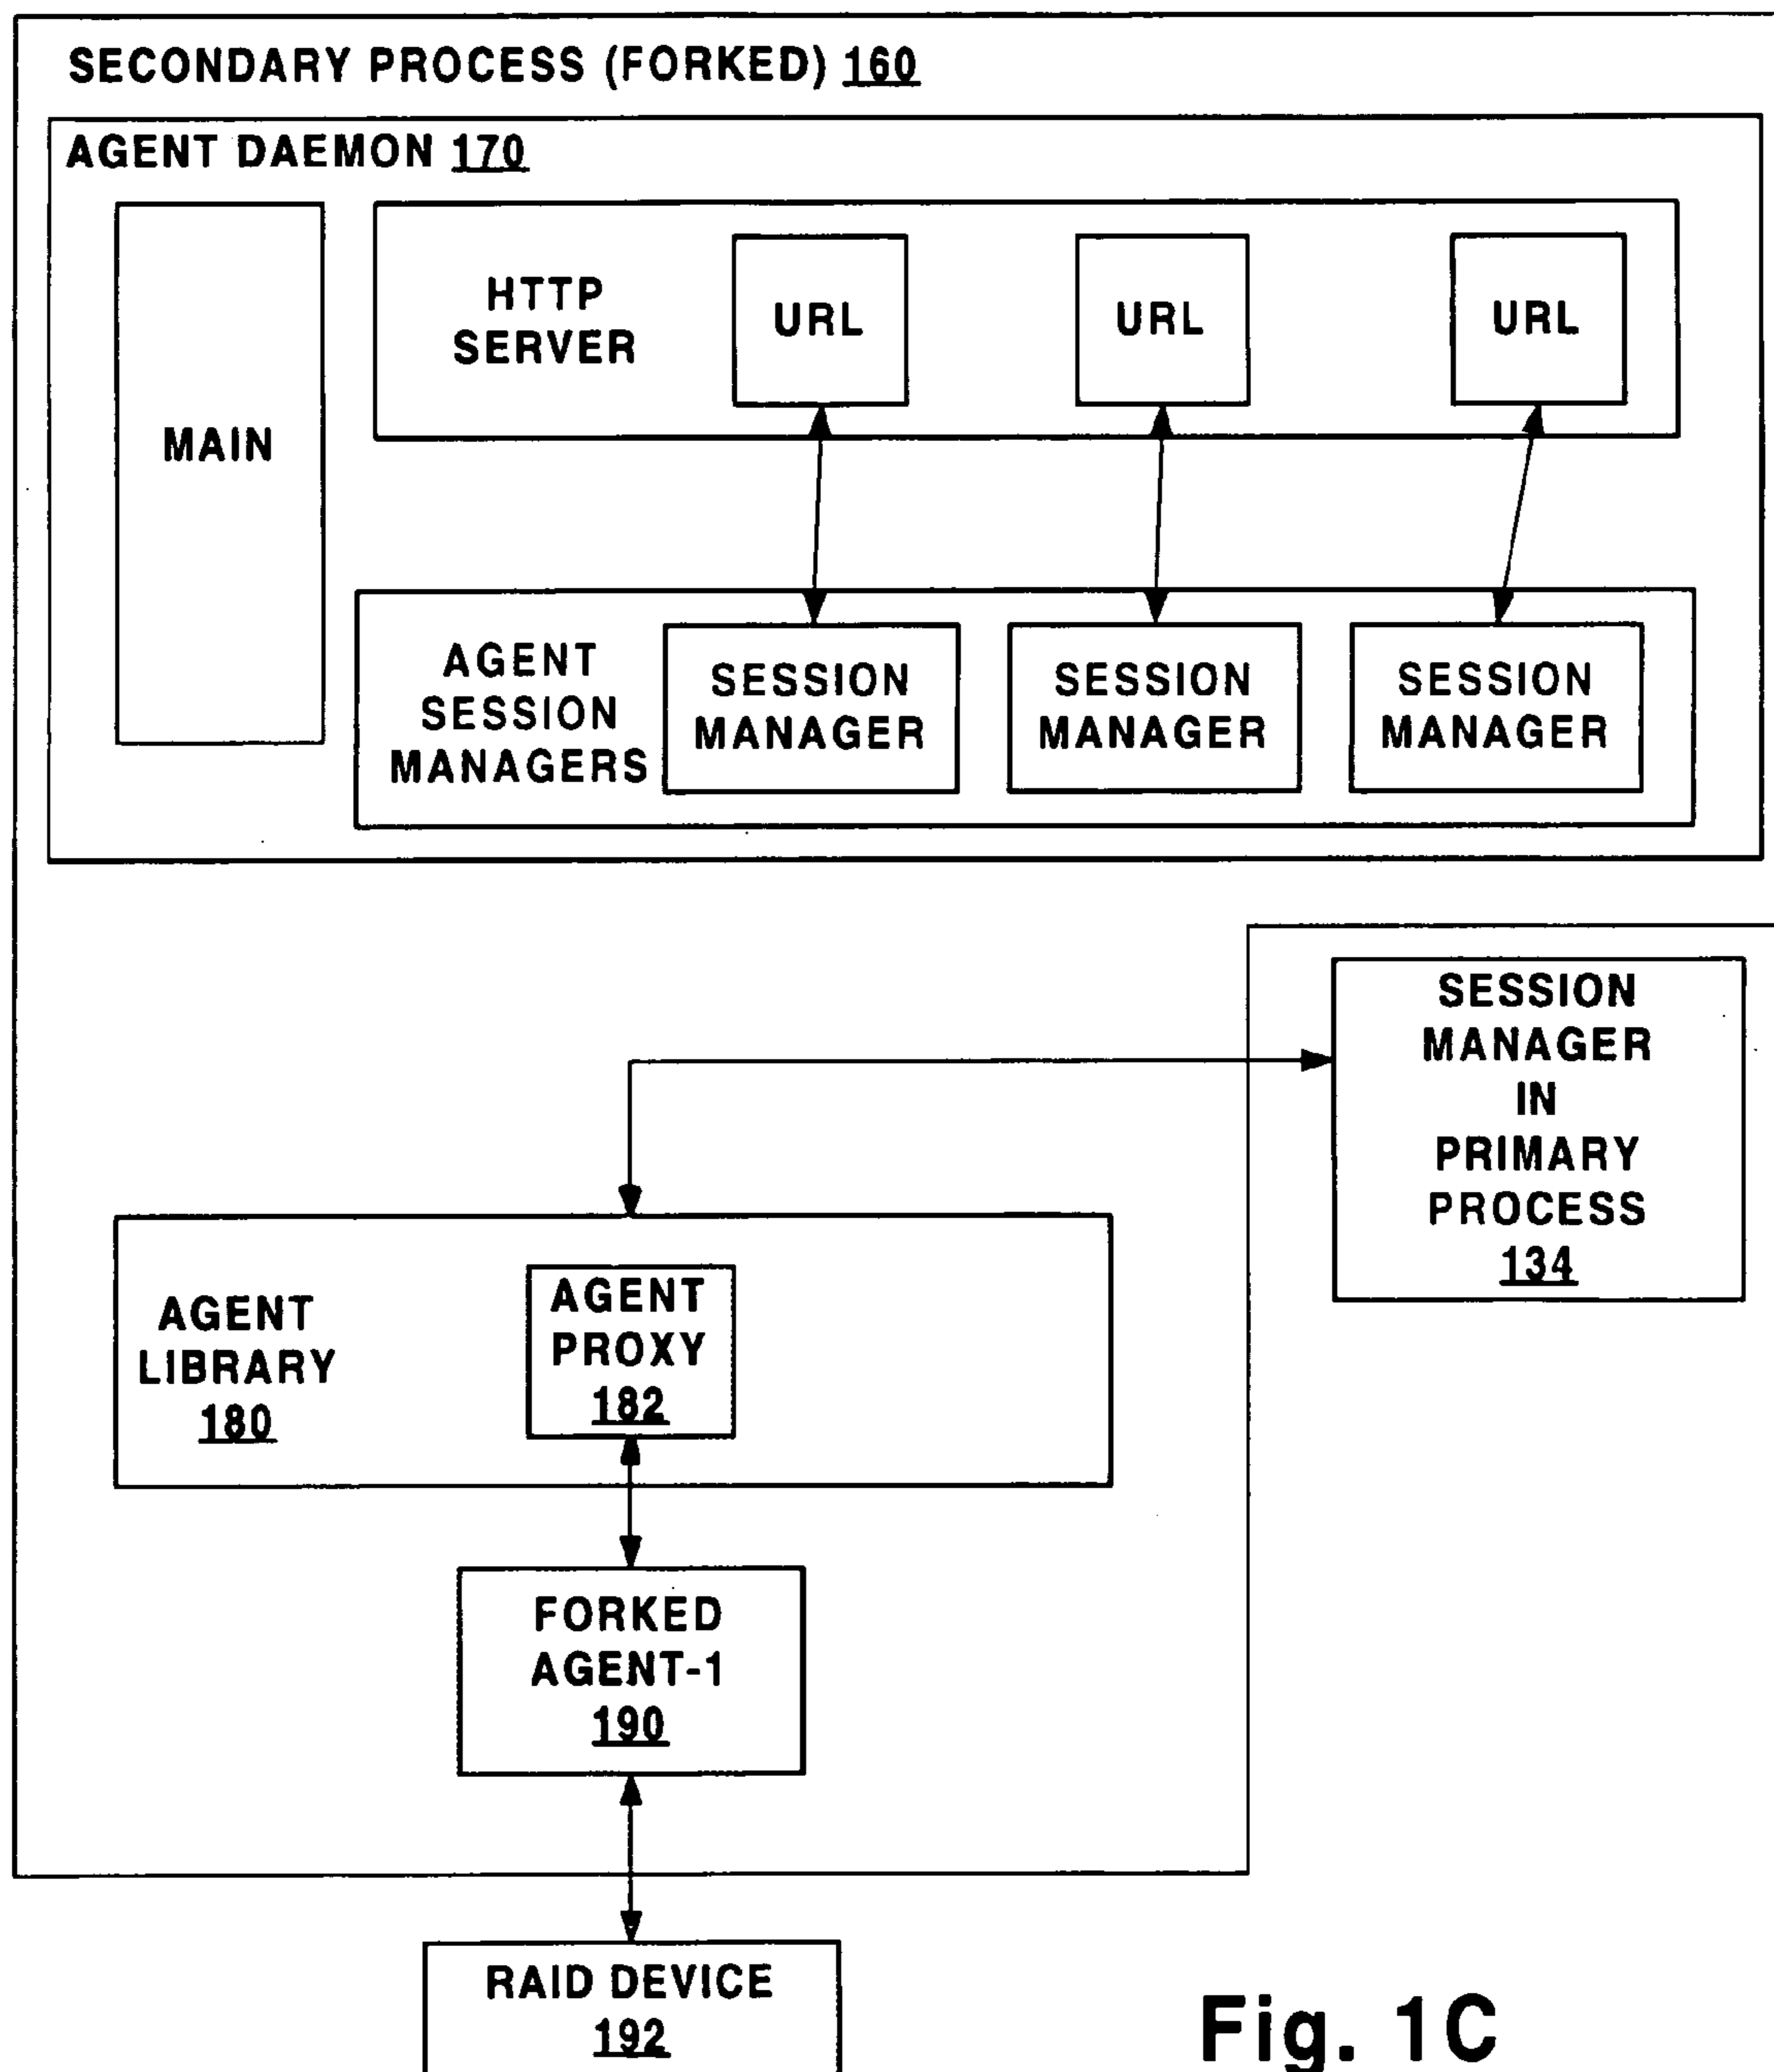 SECONDARY PROCESS (FORKED) 160
AGENT DAEMON 170
MAIN
HTTP
SERVER
URL
URL
URL
AGENT
SESSION
MANAGERS
SESSION
MANAGER
SESSION
MANAGER
SESSION
MANAGER
SESSION
MANAGER
IN
PRIMARY
PROCESS
134
AGENT
LIBRARY
180
AGENT
PROXY
182
FORKED
AGENT-1
190
RAID DEVICE
192
Fig. 1C